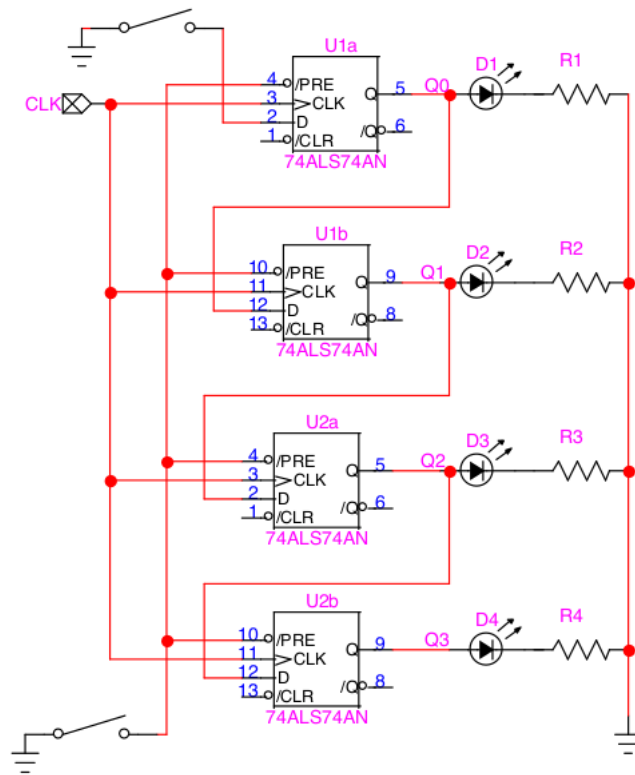 U1a
D1
R1
4
/PRE
Q
5
Q0
CLK
3
CLK
2
D
/Q
6
1
/CLR
74ALS74AN
U1b
D2
R2
10
/PRE
Q
9
Q1
11
CLK
12
D
/Q
8
13
/CLR
74ALS74AN
U2a
D3
R3
4
/PRE
Q
5
Q2
3
CLK
2
D
/Q
6
1
/CLR
74ALS74AN
U2b
D4
R4
10
/PRE
Q
9
Q3
11
CLK
12
D
/Q
8
13
/CLR
74ALS74AN